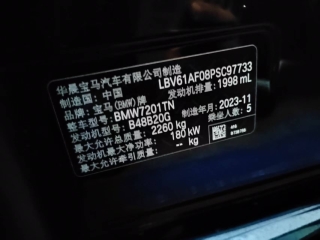 华晨宝马汽车有限公司制造
制造国: 中国 LBV61AF08PSC97733
品牌: 宝马(BMW)牌 发动机排量: 1998 mL
整车型号: BMW7201TN
发动机型号: B48B20G 制造年月: 2023-11
最大允许总质量: 2260 kg 乘坐人数: 5
发动机最大净功率: 180 kW
最大允许牵引质量: -- kg